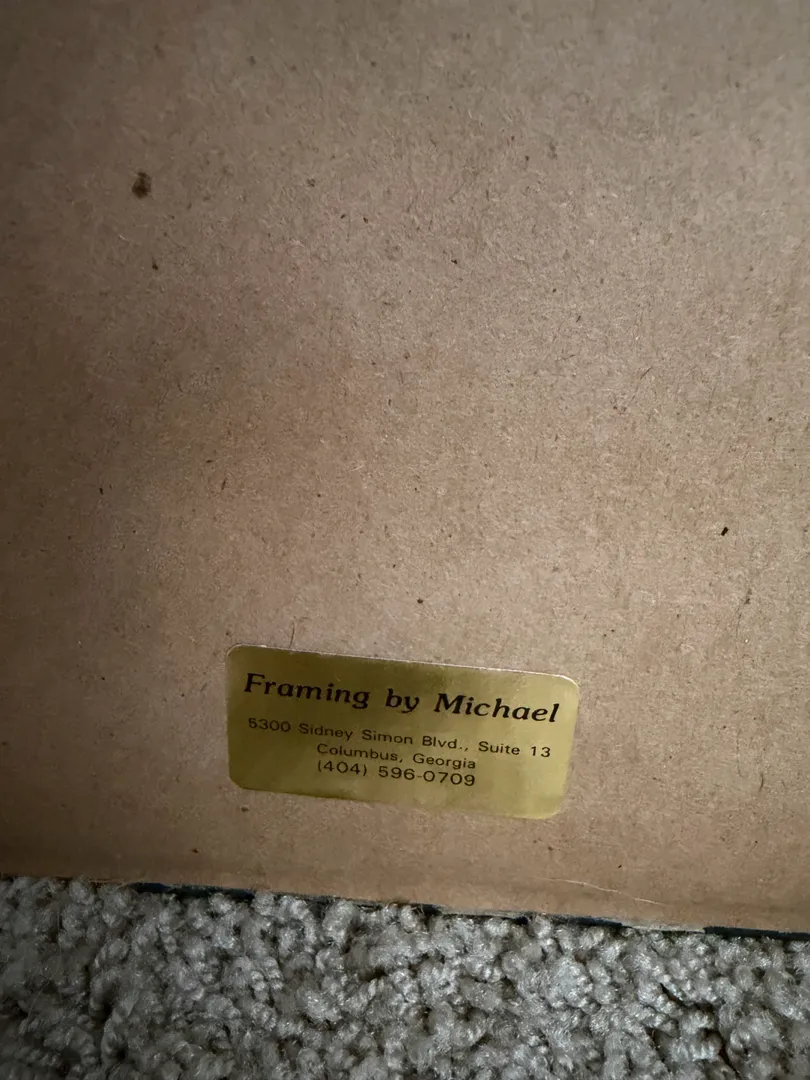 Framing by Michael
5300 Sidney Simon Blvd., Suite 13
Columbus, Georgia
(404) 596-0709